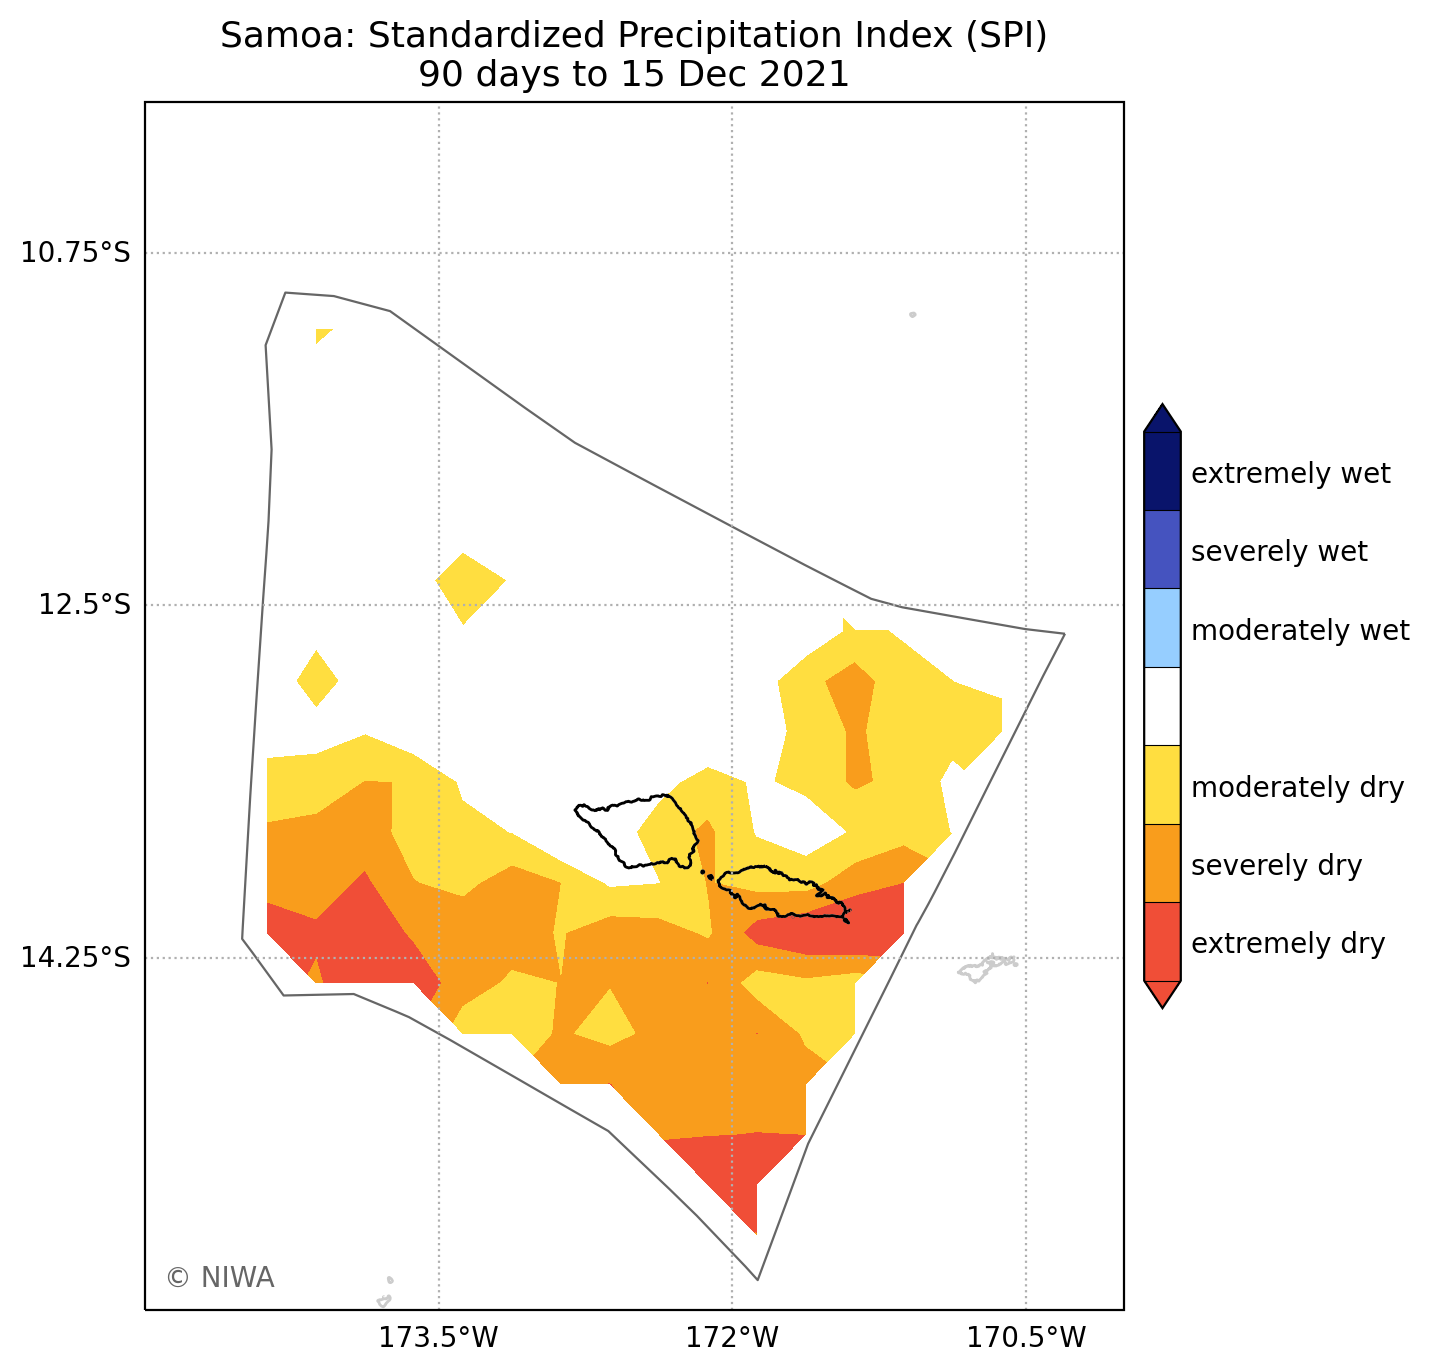 Samoa: Standardized Precipitation Index (SPI)
90 days to 15 Dec 2021
10.75°S
12.5°S
14.25°S
173.5°W
172°W
170.5°W
extremely wet
severely wet
moderately wet
moderately dry
severely dry
extremely dry
© NIWA